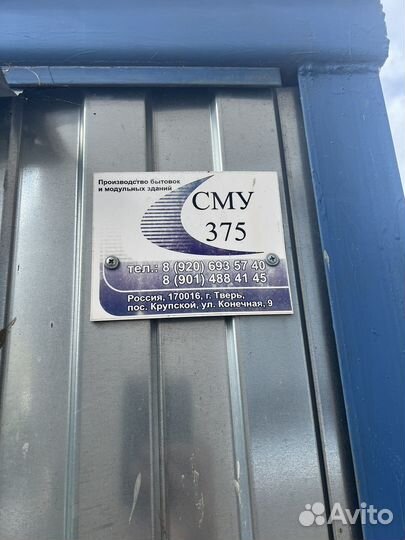 Производство бытовок
и модульных зданий
СМУ
375
тел.: 8 (920) 693 57 40
8 (901) 488 41 45
Россия, 170016, г. Тверь,
пос. Крупской, ул. Конечная, 9
Avito